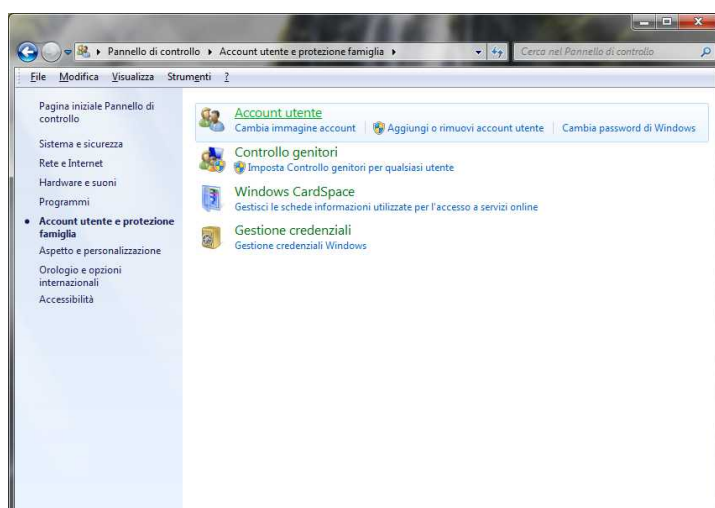 Pannello di controllo Account utente e protezione famiglia
Cerca nel Pannello di controllo
File Modifica Visualizza Strumenti ?
Pagina iniziale Pannello di
controllo
Sistema e sicurezza
Rete e Internet
Hardware e suoni
Programmi
Account utente e protezione
famiglia
Aspetto e personalizzazione
Orologio e opzioni
internazionali
Accessibilità
Account utente
Cambia immagine account Aggiungi o rimuovi account utente Cambia password di Windows
Controllo genitori
Imposta Controllo genitori per qualsiasi utente
Windows CardSpace
Gestisci le schede informazioni utilizzate per l'accesso a servizi online
Gestione credenziali
Gestione credenziali Windows